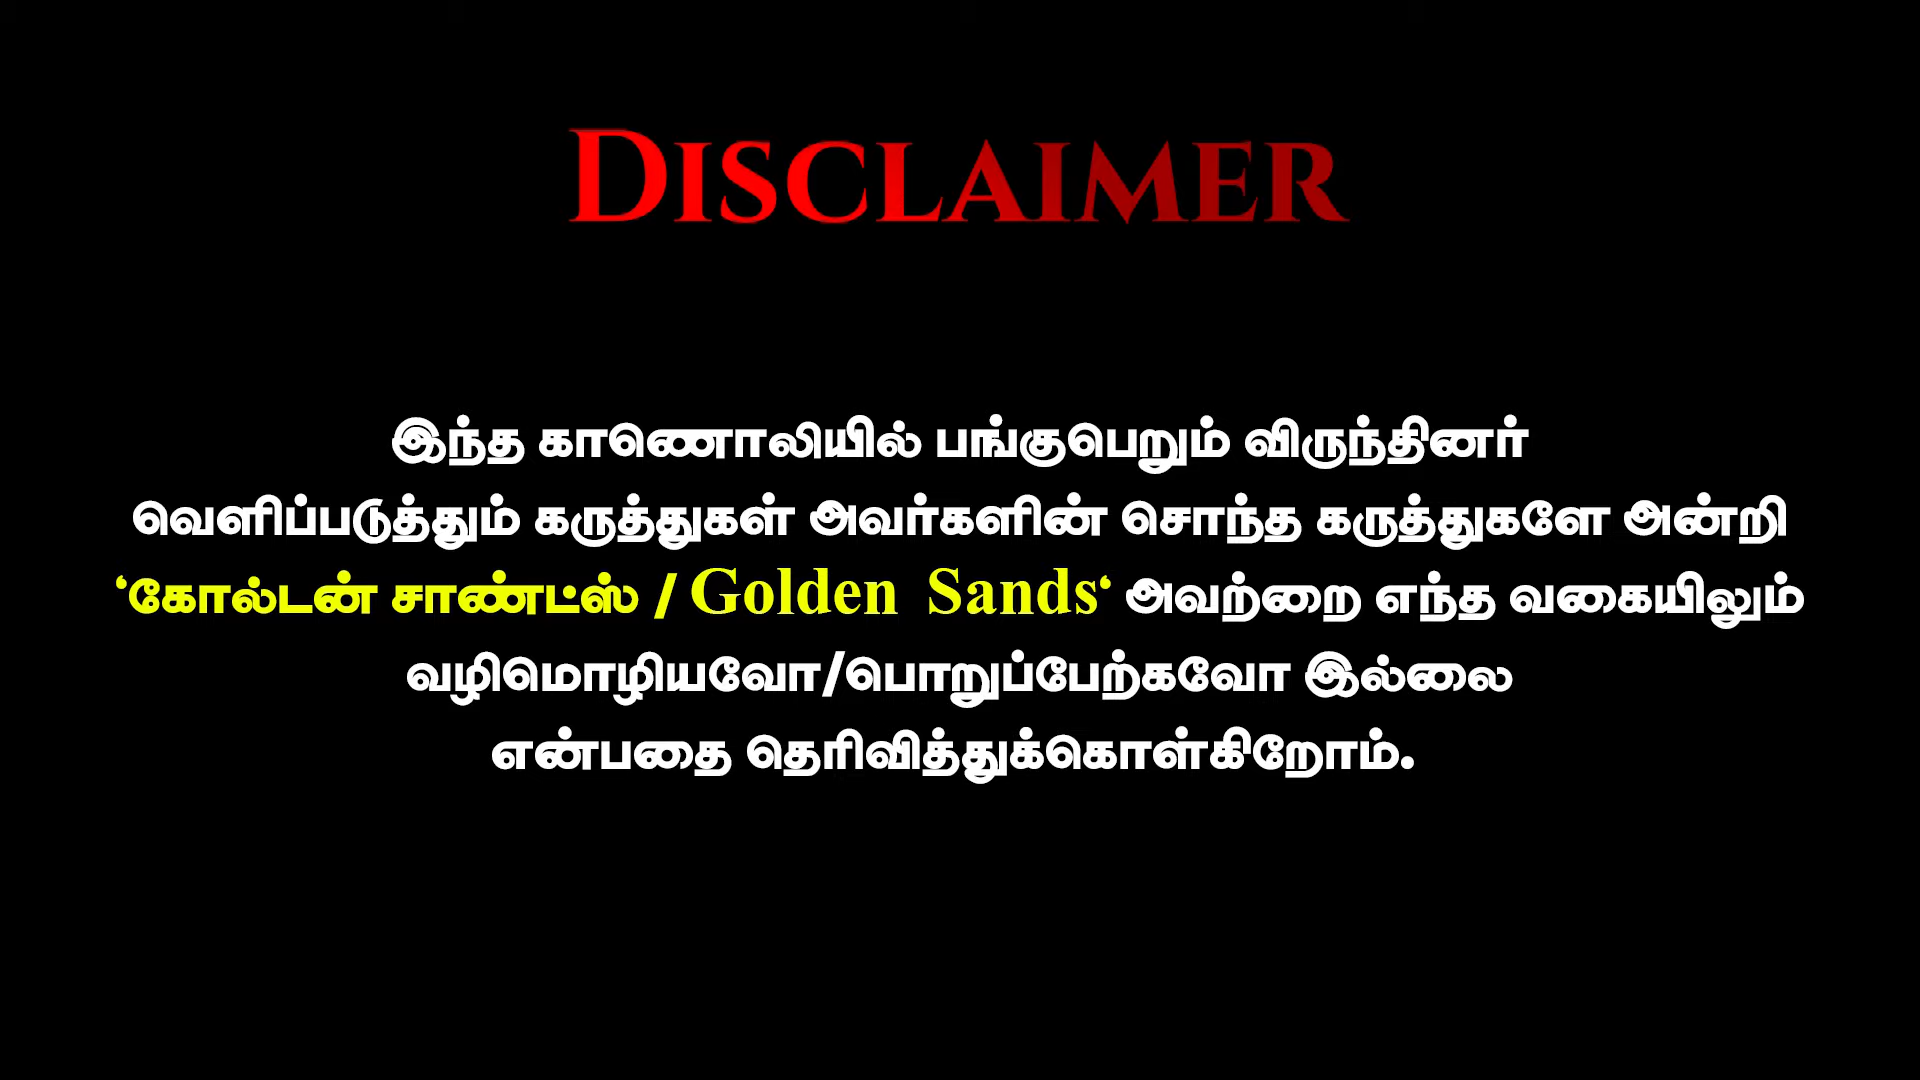 DISCLAIMER
இந்த காணொலியில் பங்குபெறும் விருந்தினர்
வெளிப்படுத்தும் கருத்துகள் அவர்களின் சொந்த கருத்துகளே அன்றி
‘கோல்டன் சாண்ட்ஸ் / Golden Sands‘ அவற்றை எந்த வகையிலும்
வழிமொழியவோ/பொறுப்பேற்கவோ இல்லை
என்பதை தெரிவித்துக்கொள்கிறோம்.